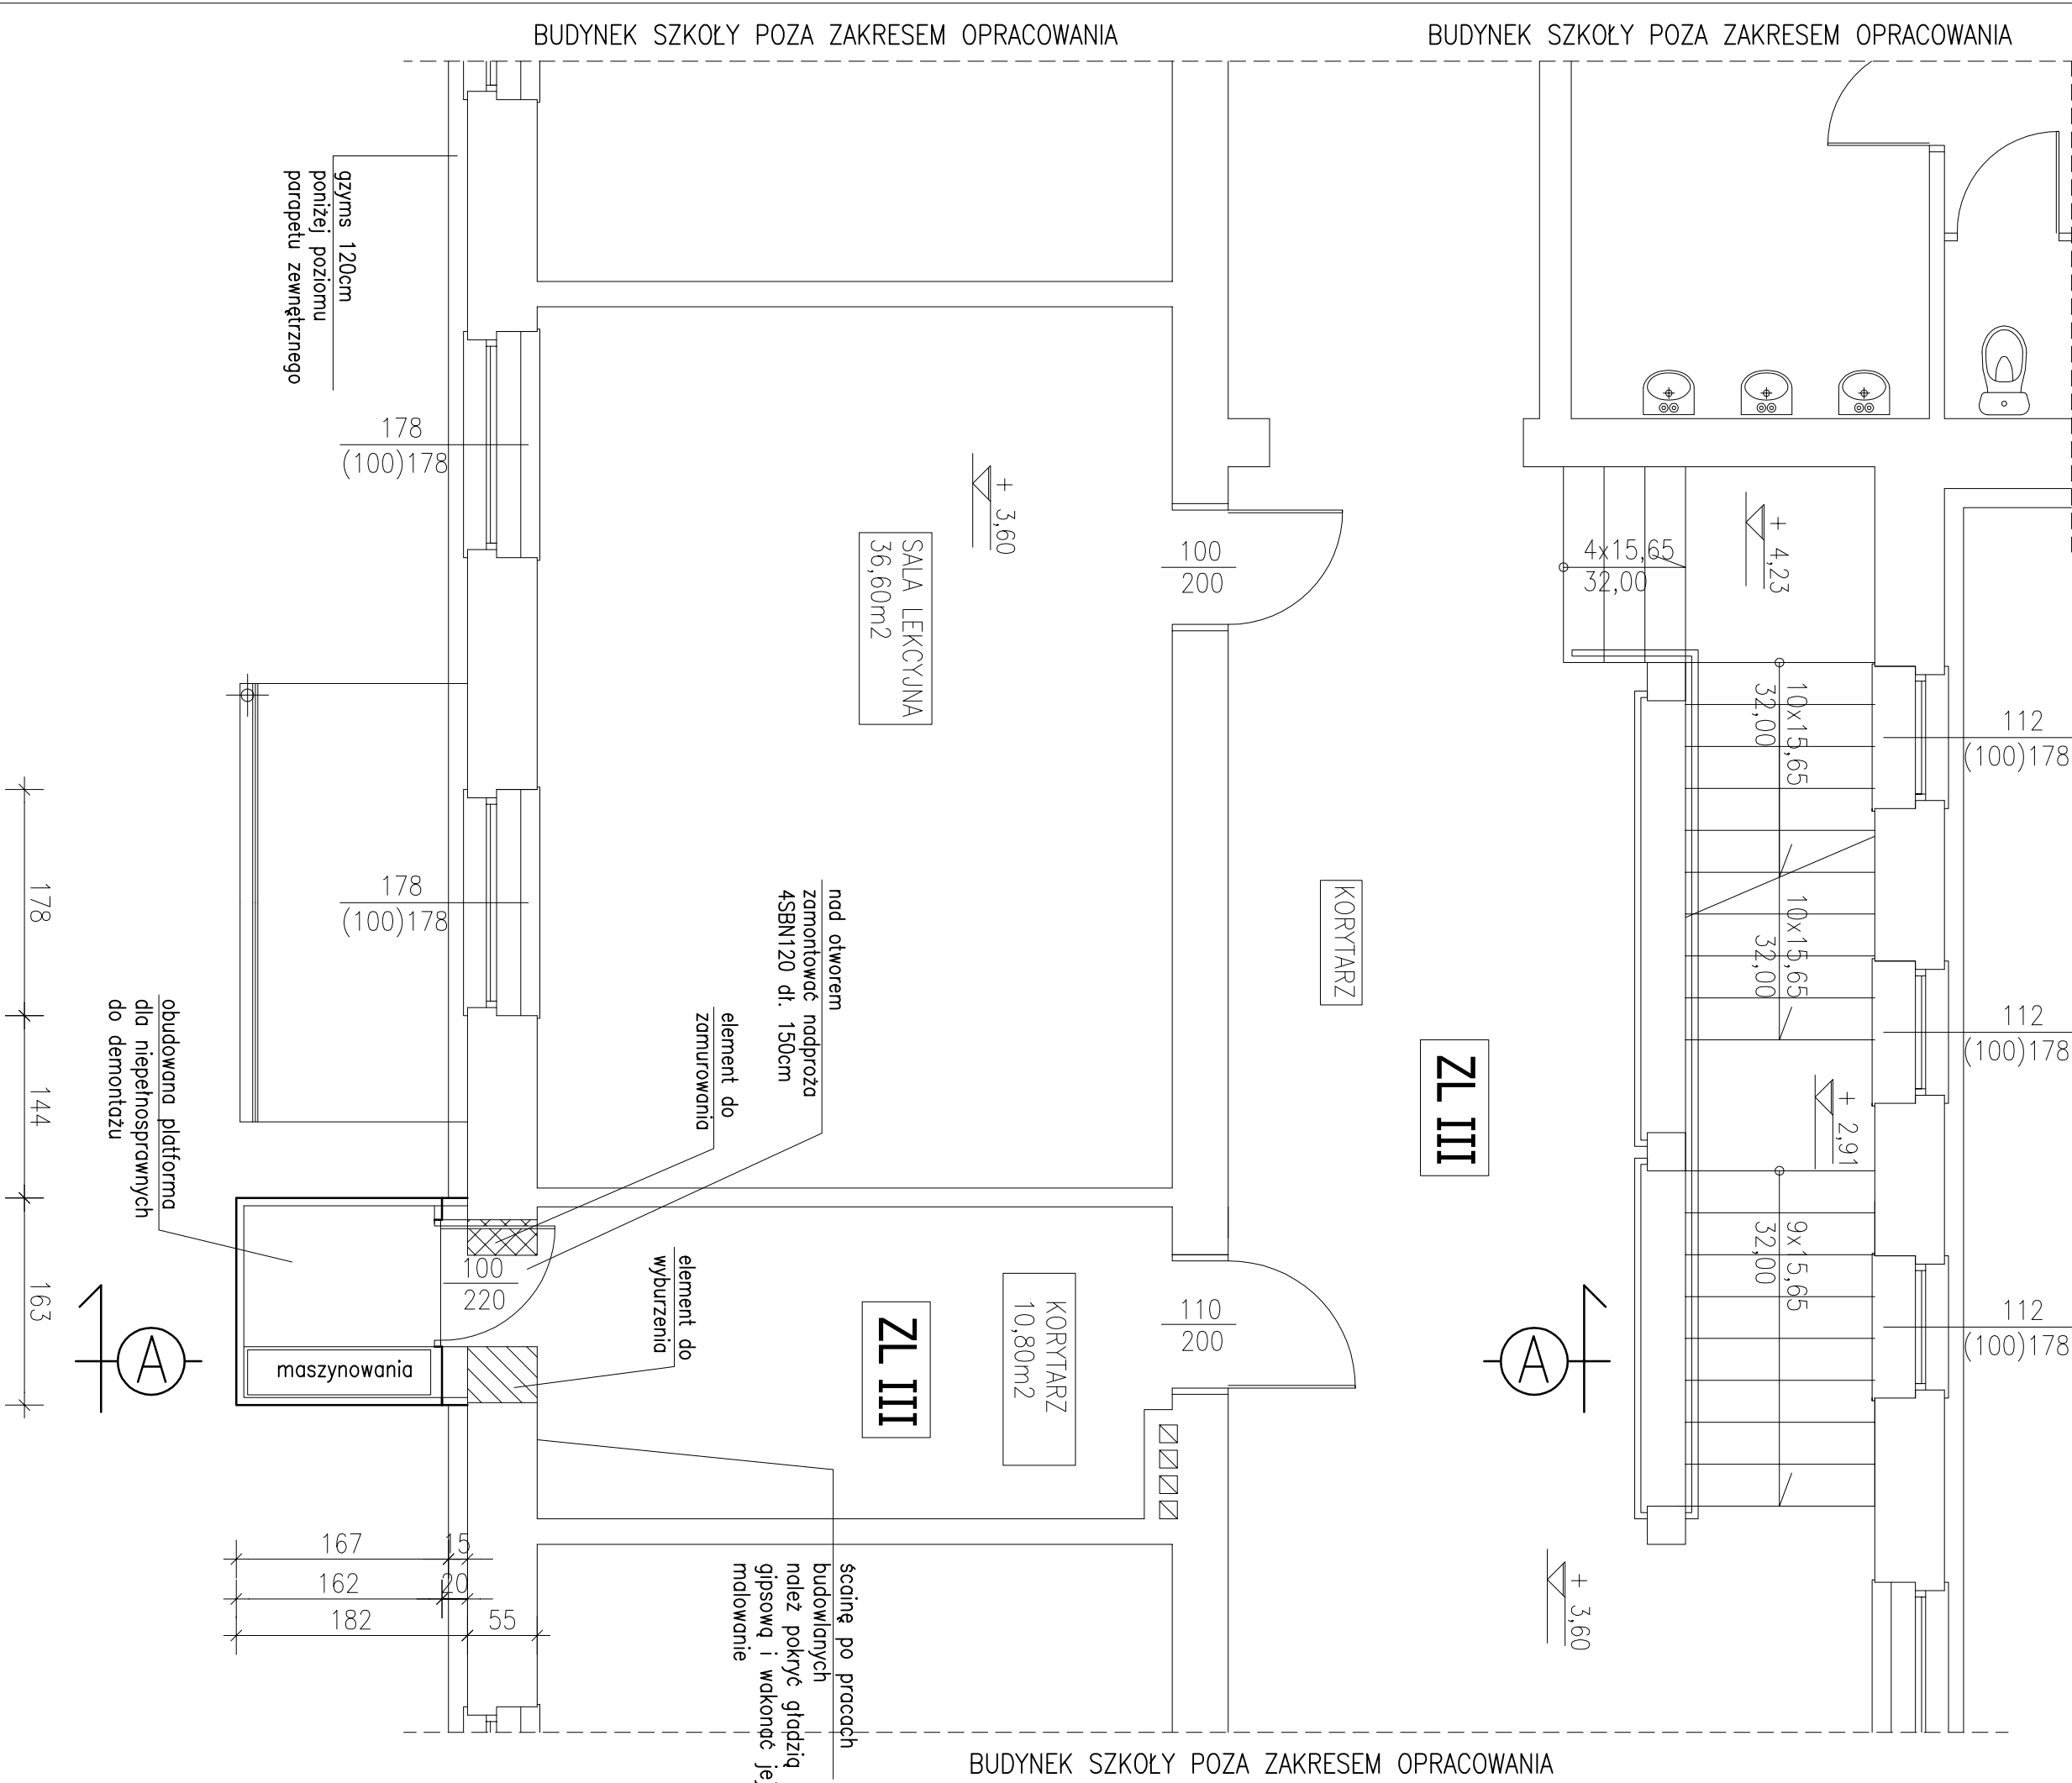 BUDYNEK SZKOŁY POZA ZAKRESEM OPRACOWANIA
BUDYNEK SZKOŁY POZA ZAKRESEM OPRACOWANIA
gzyms 120cm
poniżej poziomu
parapetu zewnętrznego
178
(100)178
+ 3,60
SALA LEKCYJNA
36,60m2
100
200
4x15,65
32,00
+ 4,23
10x15,65
32,00
112
(100)178
178
(100)178
nad otworem
zamontować nadproża
4SBN120 dł. 150cm
KORYTARZ
10x15,65
32,00
112
(100)178
178
144
163
obudowana platforma
dla niepełnosprawnych
do demontażu
element do
zamurowania
ZL III
+ 2,91
9x15,65
32,00
112
(100)178
100
220
element do
wyburzenia
ZL III
KORYTARZ
10,80m2
110
200
A
A
maszynowania
167
15
162
20
182
55
ścainę po pracach
budowlanych
należ pokryć gładzią
gipsową i wakonać je
malowanie
+ 3,60
BUDYNEK SZKOŁY POZA ZAKRESEM OPRACOWANIA